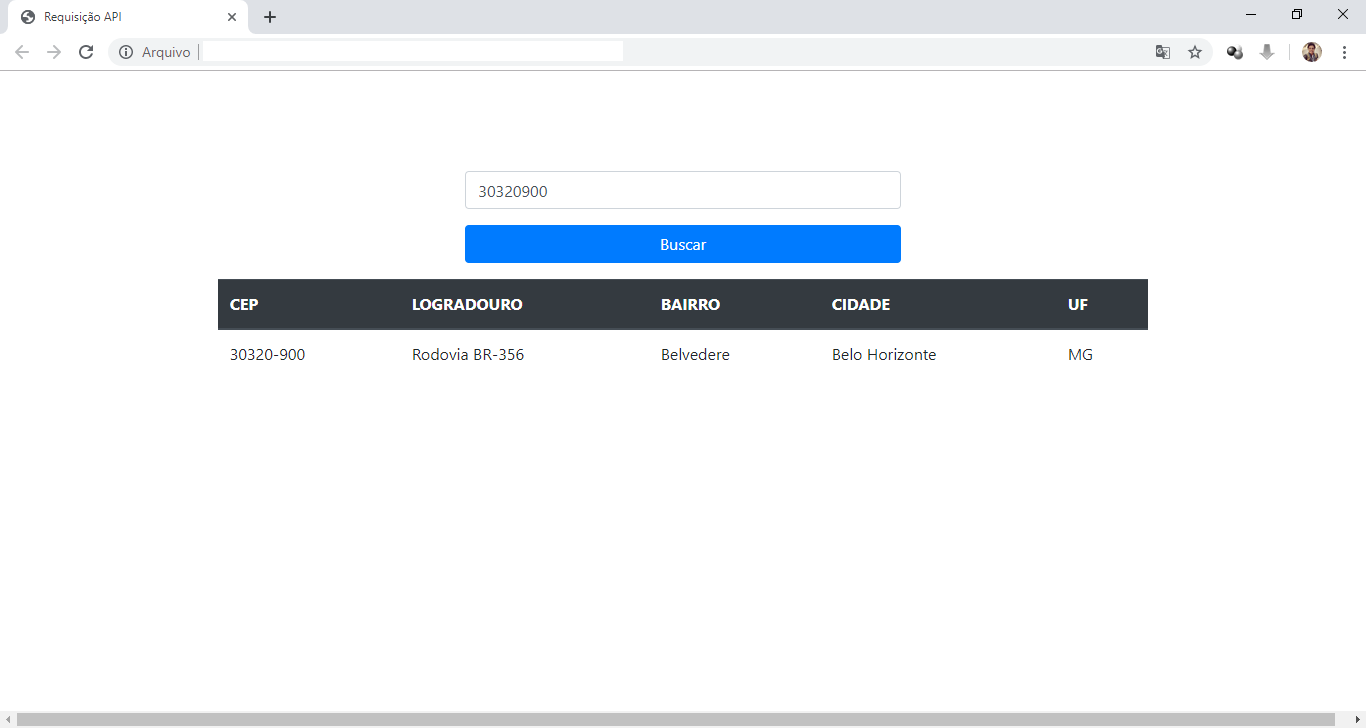 Requisição API
Arquivo
30320900
Buscar
CEP LOGRADOURO BAIRRO CIDADE UF
30320-900 Rodovia BR-356 Belvedere Belo Horizonte MG